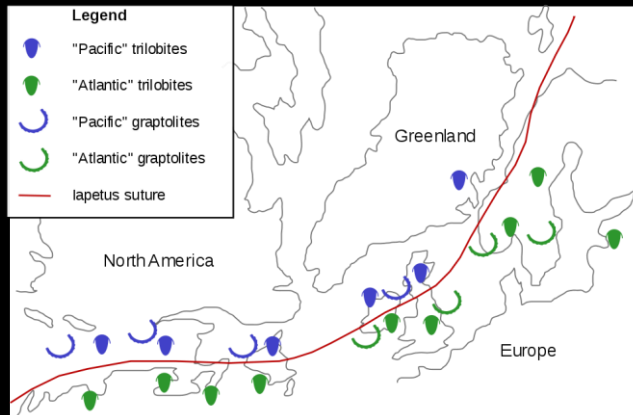 Legend
"Pacific" trilobites
"Atlantic" trilobites
"Pacific" graptolites
"Atlantic" graptolites
Iapetus suture
Greenland
North America
Europe